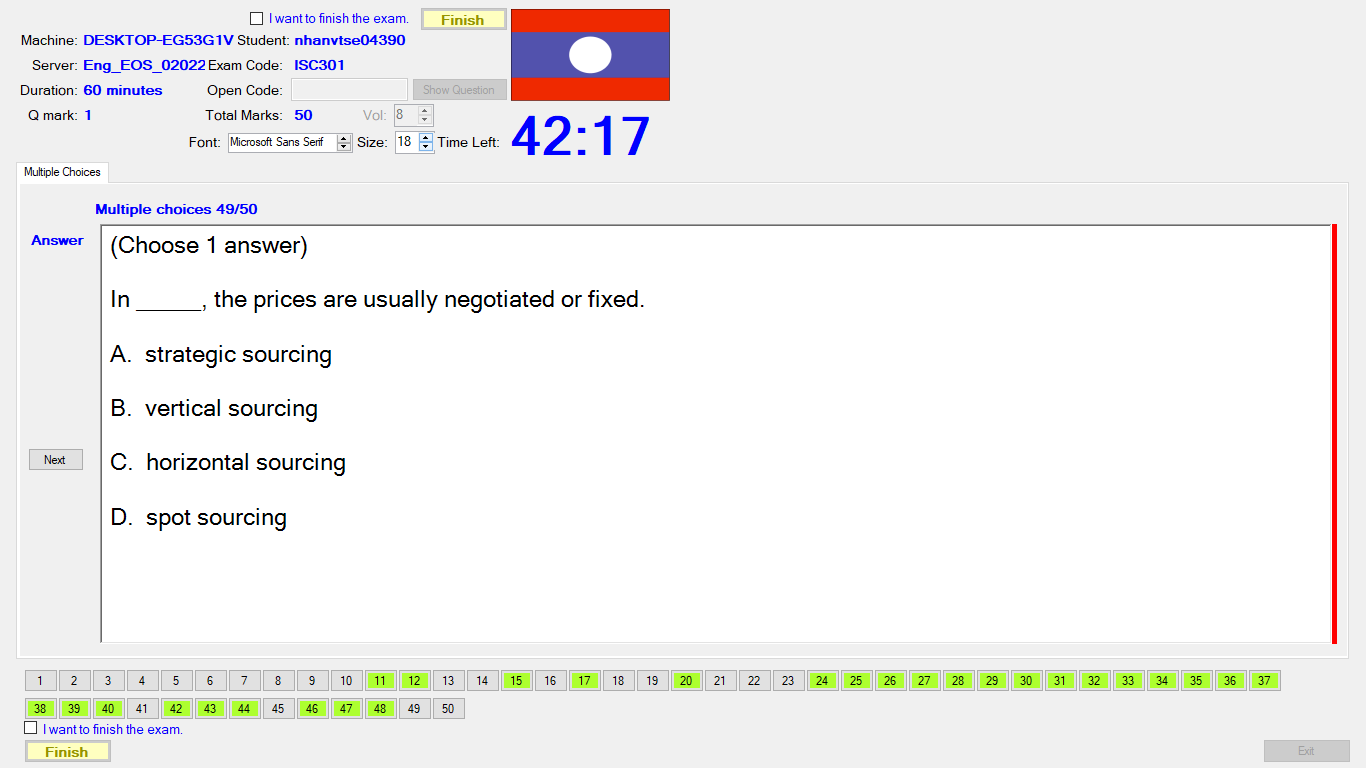 I want to finish the exam. Finish
Machine: DESKTOP-EG53G1V Student: nhanvtse04390
Server: Eng_EOS_02022 Exam Code: ISC301
Duration: 60 minutes Open Code: Show Question
Q mark: 1 Total Marks: 50 Vol: 8
Font: Microsoft Sans Serif Size: 18 Time Left: 42:17
Multiple Choices
Multiple choices 49/50
Answer
(Choose 1 answer)
In _____, the prices are usually negotiated or fixed.
A. strategic sourcing
B. vertical sourcing
Next
C. horizontal sourcing
D. spot sourcing
1 2 3 4 5 6 7 8 9 10 11 12 13 14 15 16 17 18 19 20 21 22 23 24 25 26 27 28 29 30 31 32 33 34 35 36 37
38 39 40 41 42 43 44 45 46 47 48 49 50
I want to finish the exam.
Finish Exit